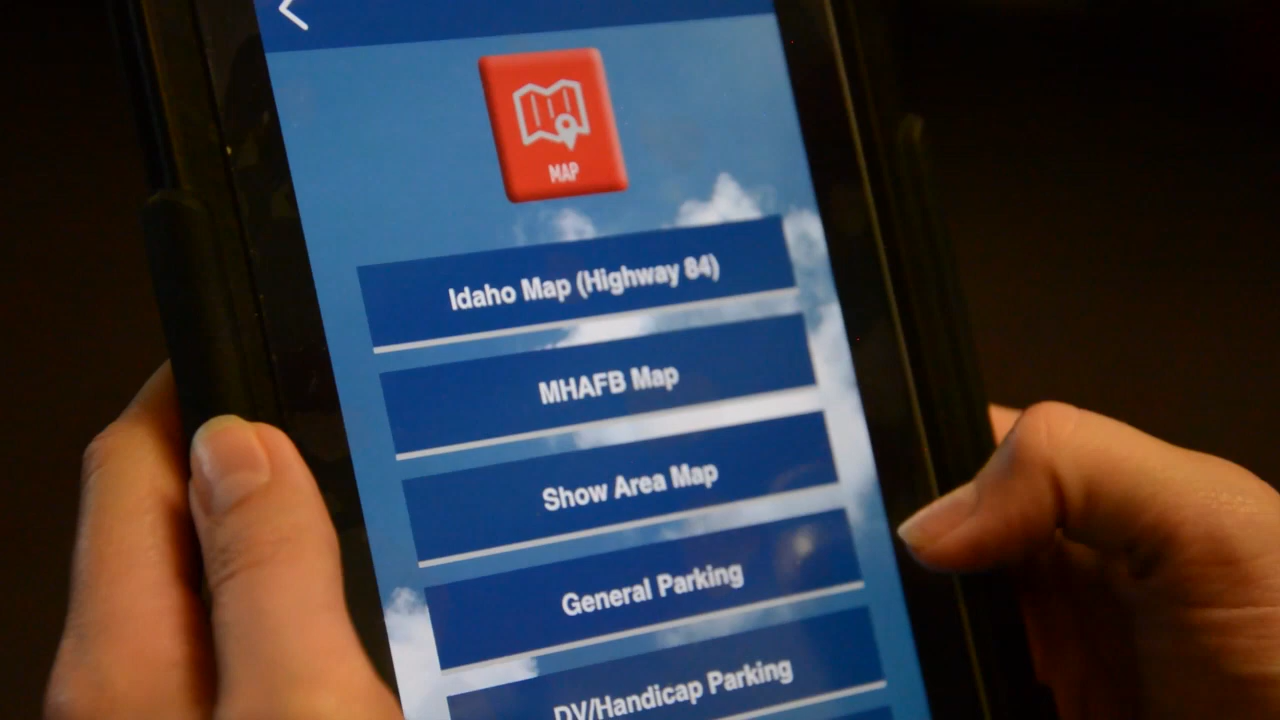 MAP
Idaho Map (Highway 84)
MHAFB Map
Show Area Map
General Parking
DV/Handicap Parking